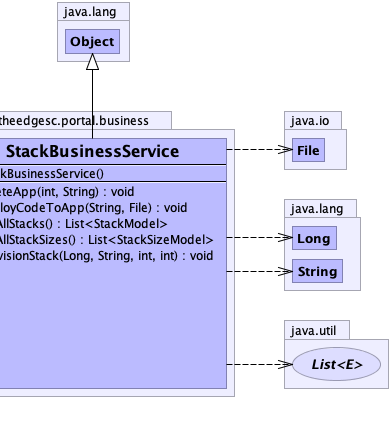 java.lang
Object
theedgesc.portal.business
StackBusinessService
java.io
File
kBusinessService()
eteApp(int, String) : void
loyCodeToApp(String, File) : void
AllStacks() : List<StackModel>
AllStackSizes() : List<StackSizeModel>
visionStack(Long, String, int, int) : void
java.lang
Long
String
java.util
List<E>